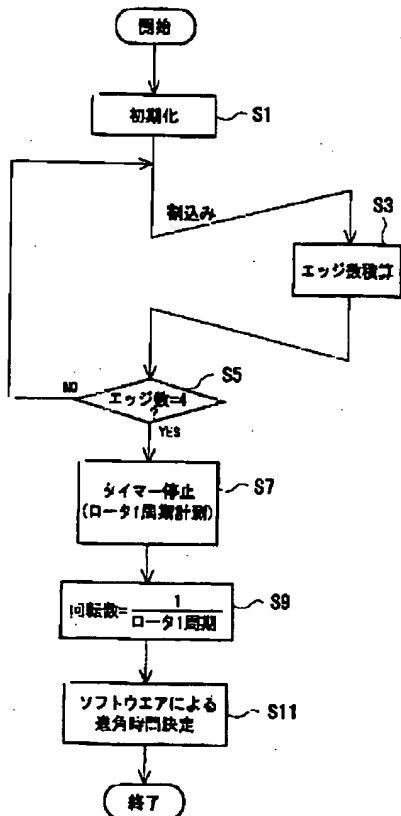 開始
初期化
S1
割込み
S3
エッジ数積算
S5
エッジ数=4
?
NO
YES
タイマー停止
(ロータ1周期計測)
S7
回転数=
1
ロータ1周期
S9
ソフトウエアによる
進角時間決定
S11
終了